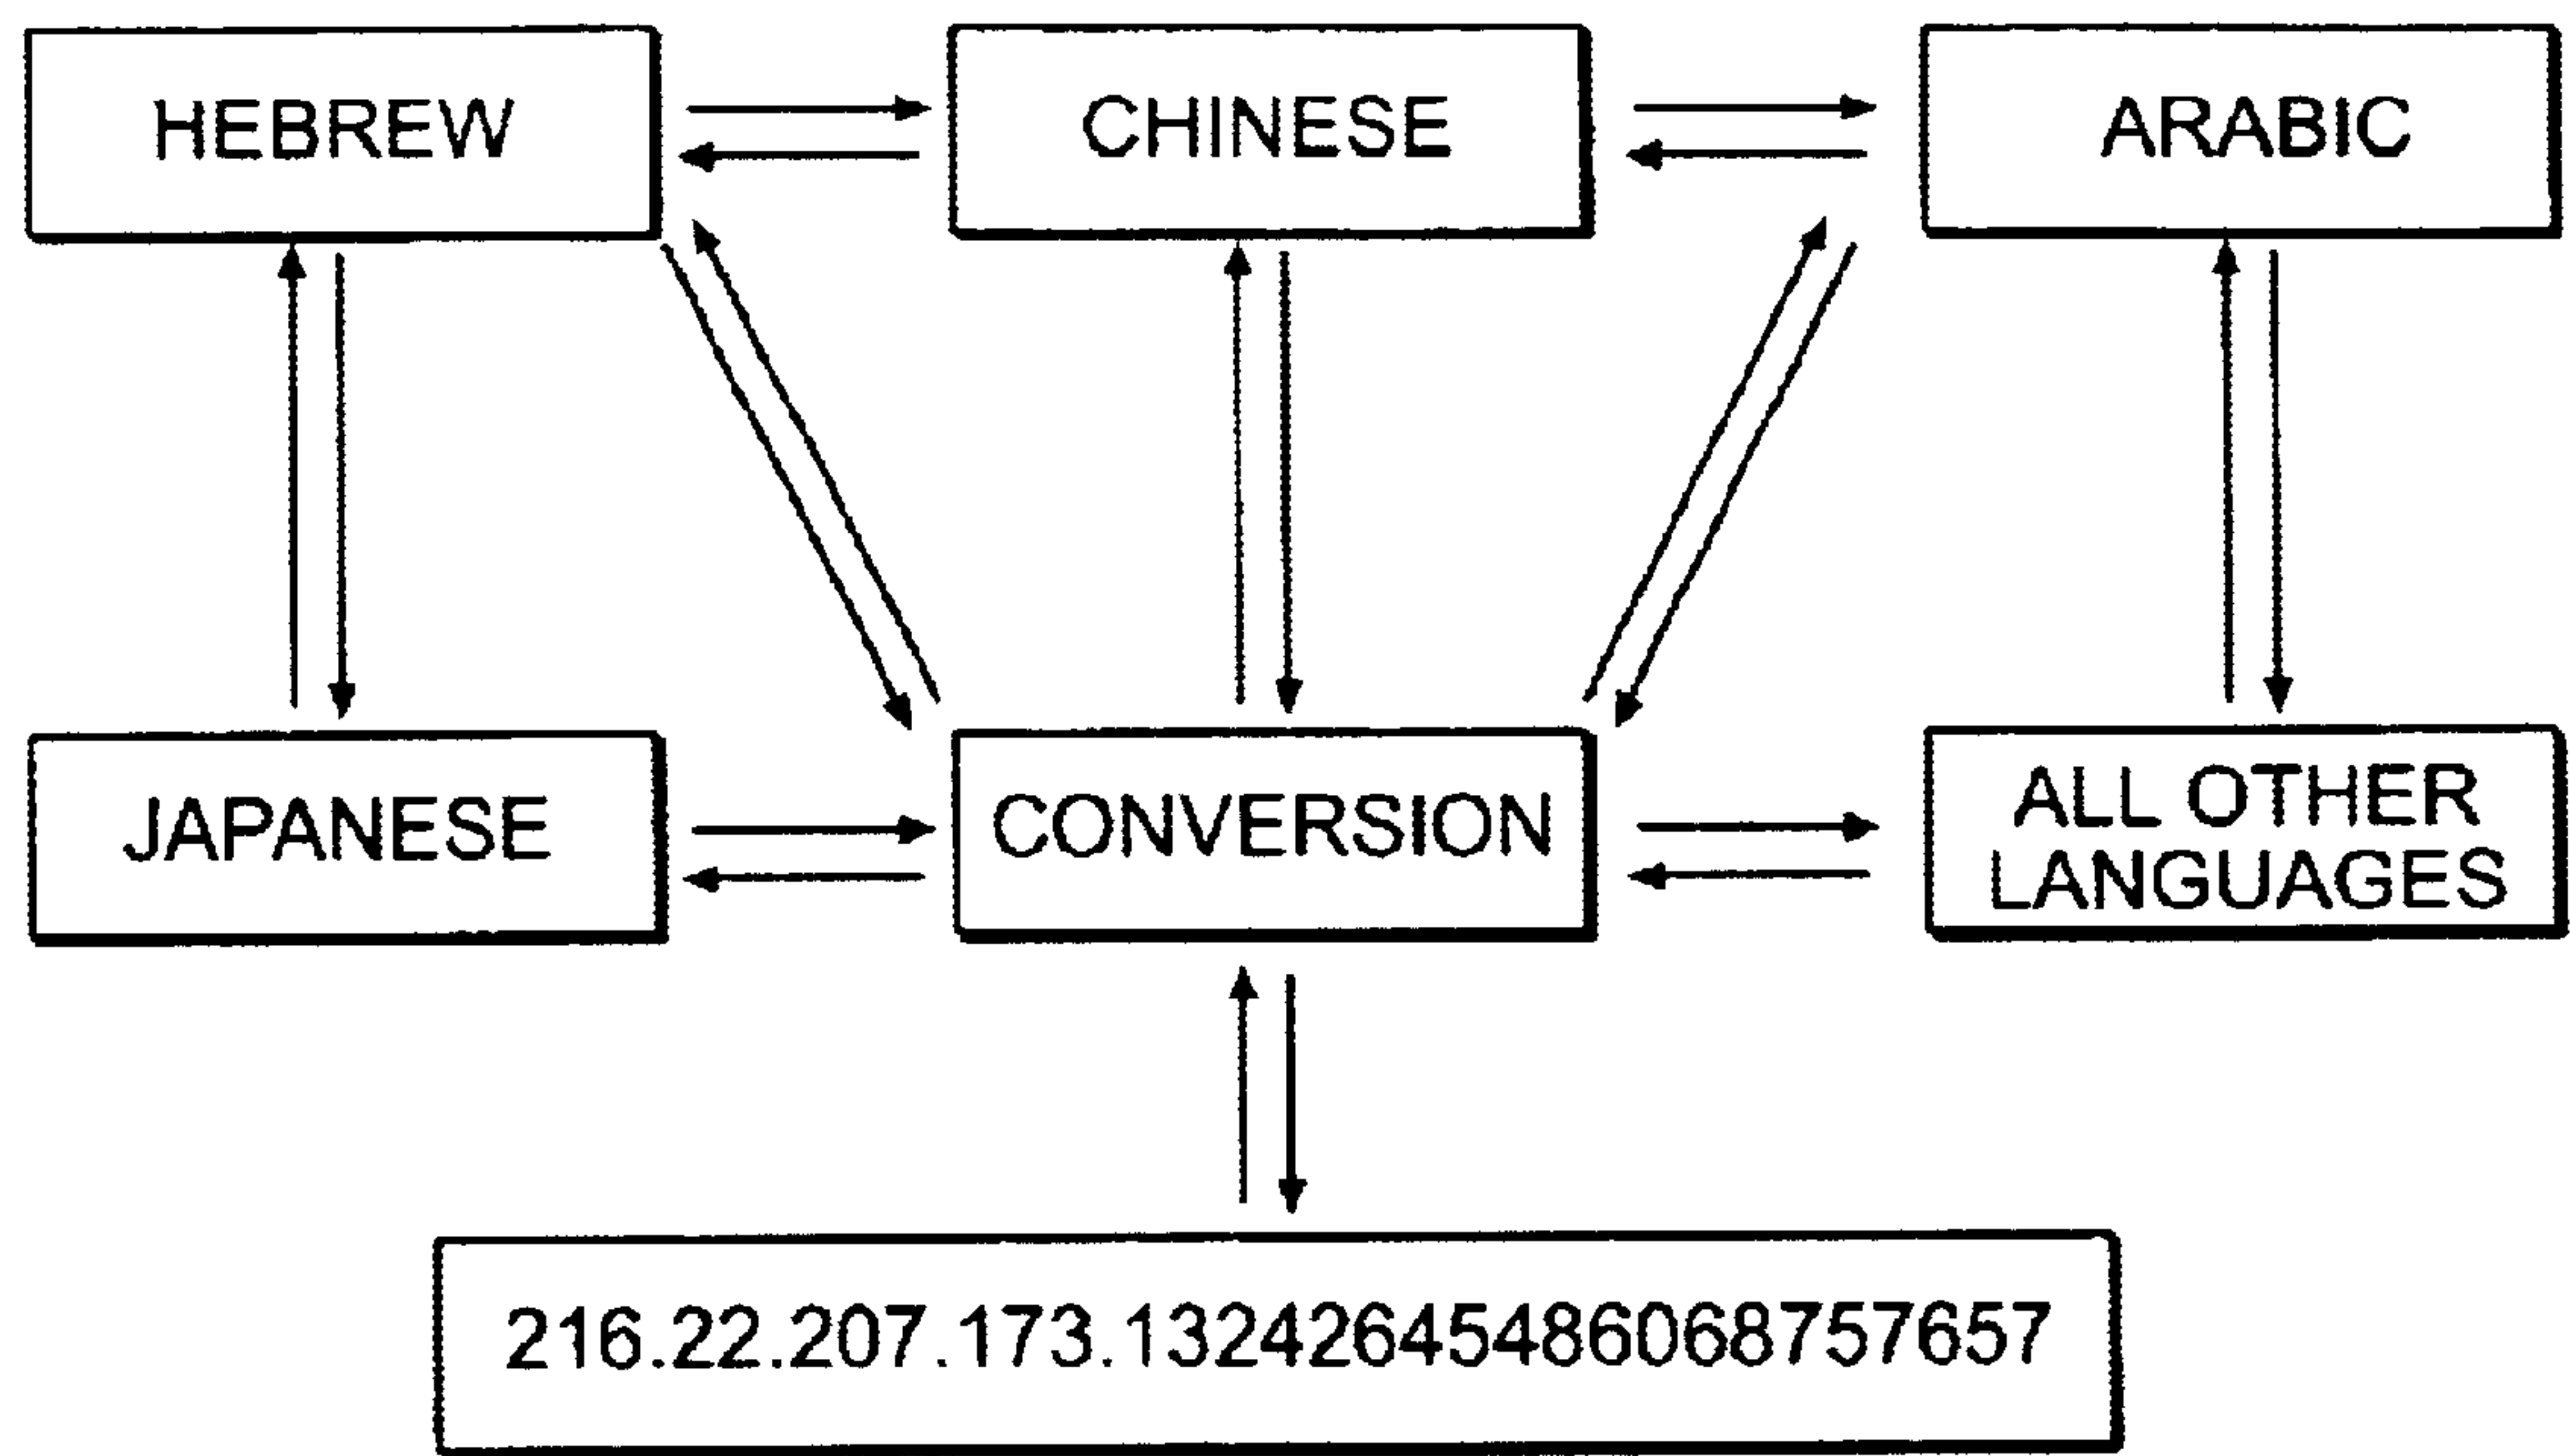 HEBREW
CHINESE
ARABIC
JAPANESE
CONVERSION
ALL OTHER
LANGUAGES
216.22.207.173.13242645486068757657